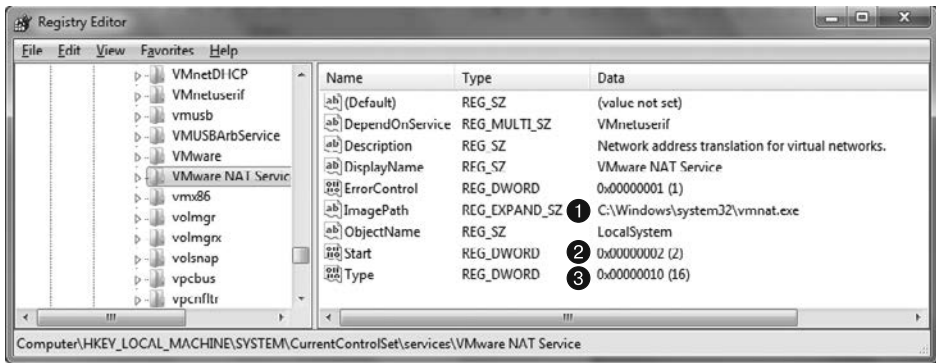 Registry Editor
File Edit View Favorites Help
VMnetDHCP
VMnetuserif
vmusb
VMUSBArbService
VMware
VMware NAT Servic
vmx86
volmgr
volmgrx
volsnap
vpcbus
vpcnfltr
Name Type Data
(Default) REG_SZ (value not set)
DependOnService REG_MULTI_SZ VMnetuserif
Description REG_SZ Network address translation for virtual networks.
DisplayName REG_SZ VMware NAT Service
ErrorControl REG_DWORD 0x00000001 (1)
ImagePath REG_EXPAND_SZ 1 C:\Windows\system32\vmnat.exe
ObjectName REG_SZ LocalSystem
Start REG_DWORD 2 0x00000002 (2)
Type REG_DWORD 3 0x00000010 (16)
Computer\HKEY_LOCAL_MACHINE\SYSTEM\CurrentControlSet\services\VMware NAT Service